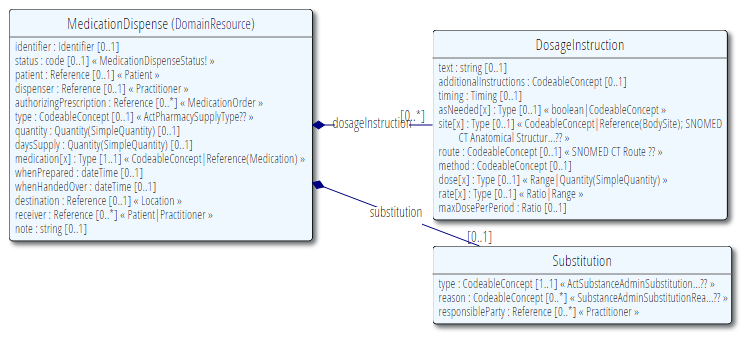 MedicationDispense (DomainResource)
identifier : Identifier [0..1]
status : code [0..1] « MedicationDispenseStatus! »
patient : Reference [0..1] « Patient »
dispenser : Reference [0..1] « Practitioner »
authorizingPrescription : Reference [0..*] « MedicationOrder »
type : CodeableConcept [0..1] « ActPharmacySupplyType?? »
quantity : Quantity(SimpleQuantity) [0..1]
daysSupply : Quantity(SimpleQuantity) [0..1]
medication[x] : Type [1..1] « CodeableConcept|Reference(Medication) »
whenPrepared : dateTime [0..1]
whenHandedOver : dateTime [0..1]
destination : Reference [0..1] « Location »
receiver : Reference [0..*] « Patient|Practitioner »
note : string [0..1]
dosageInstruction
[0..*]
DosageInstruction
text : string [0..1]
additionalInstructions : CodeableConcept [0..1]
timing : Timing [0..1]
asNeeded[x] : Type [0..1] « boolean|CodeableConcept »
site[x] : Type [0..1] « CodeableConcept|Reference(BodySite); SNOMED
CT Anatomical Structur...?? »
route : CodeableConcept [0..1] « SNOMED CT Route ?? »
method : CodeableConcept [0..1]
dose[x] : Type [0..1] « Range|Quantity(SimpleQuantity) »
rate[x] : Type [0..1] « Ratio|Range »
maxDosePerPeriod : Ratio [0..1]
substitution
[0..1]
Substitution
type : CodeableConcept [1..1] « ActSubstanceAdminSubstitution...?? »
reason : CodeableConcept [0..*] « SubstanceAdminSubstitutionRea...?? »
responsibleParty : Reference [0..*] « Practitioner »